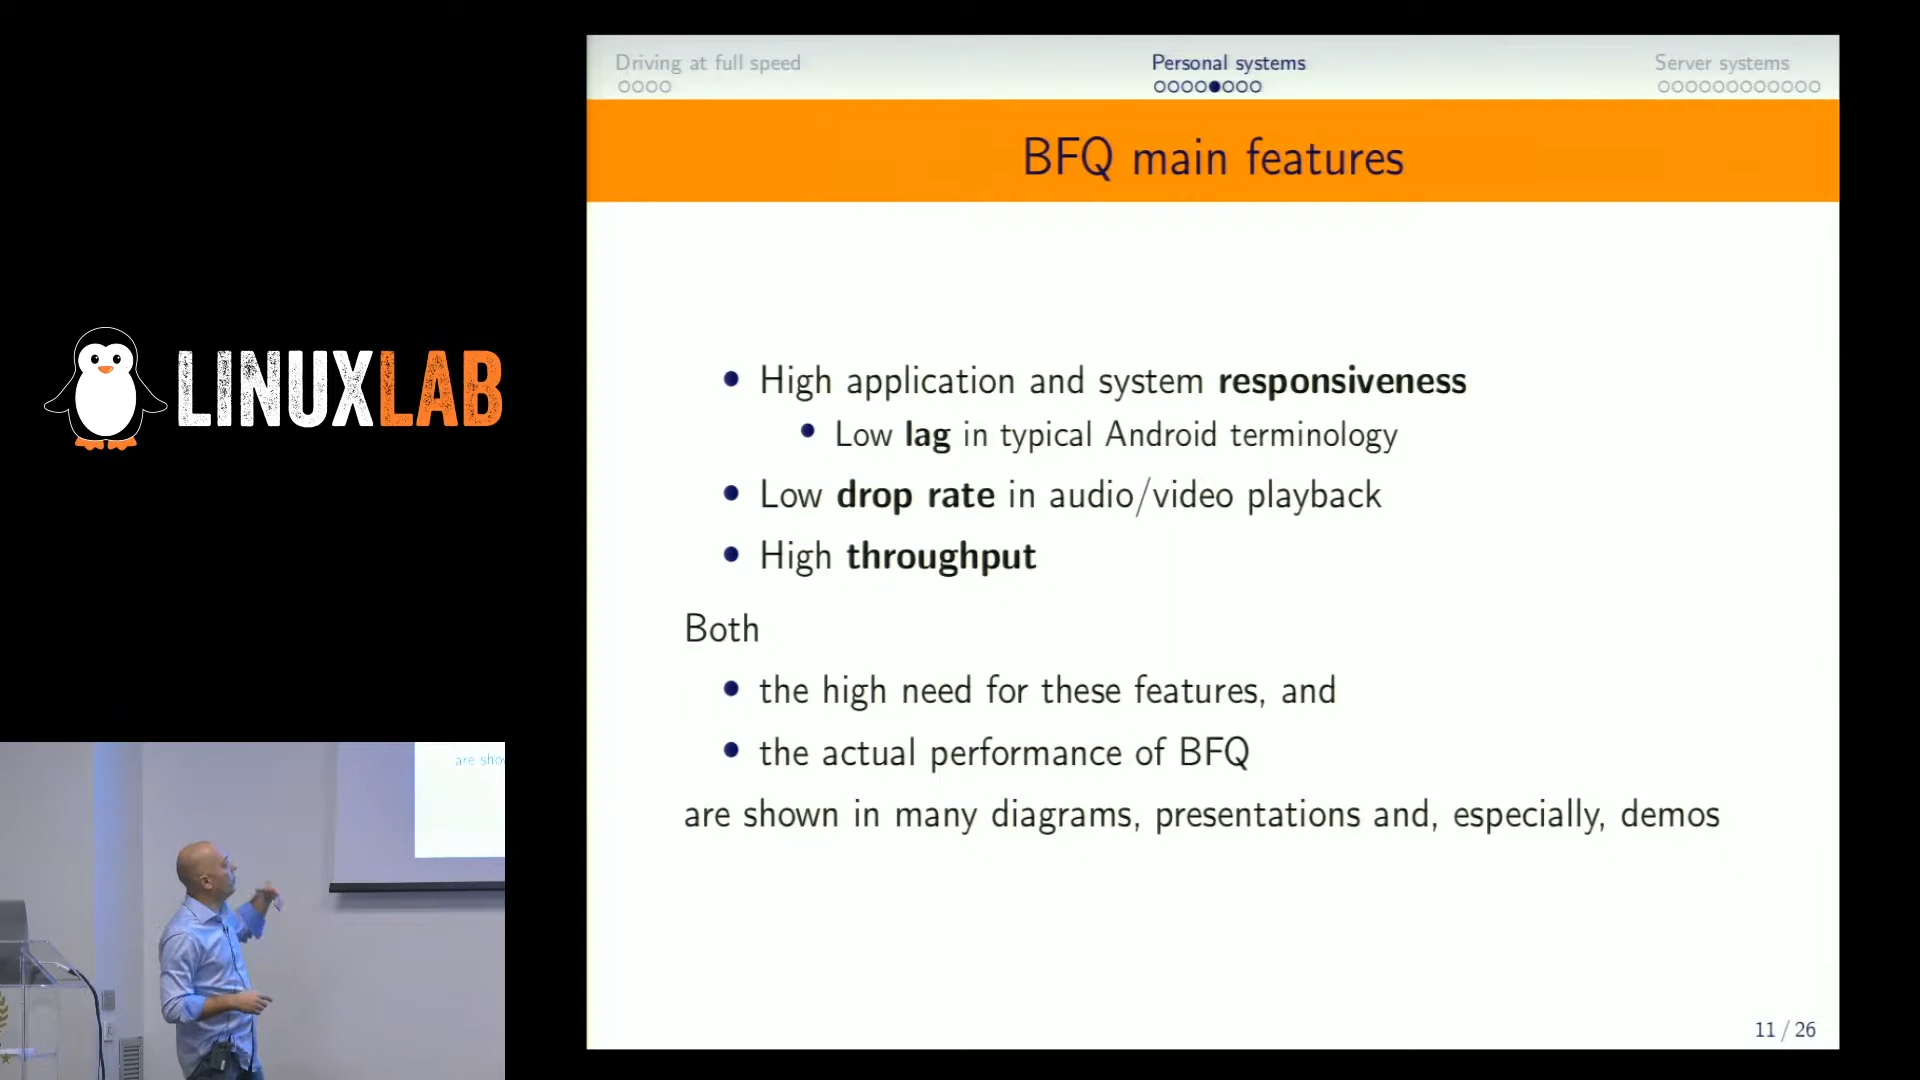 Driving at full speed
Personal systems
Server systems
BFQ main features
LINUXLAB
High application and system responsiveness
Low lag in typical Android terminology
Low drop rate in audio/video playback
High throughput
Both
the high need for these features, and
the actual performance of BFQ
are shown in many diagrams, presentations and, especially, demos
are sho
11 / 26